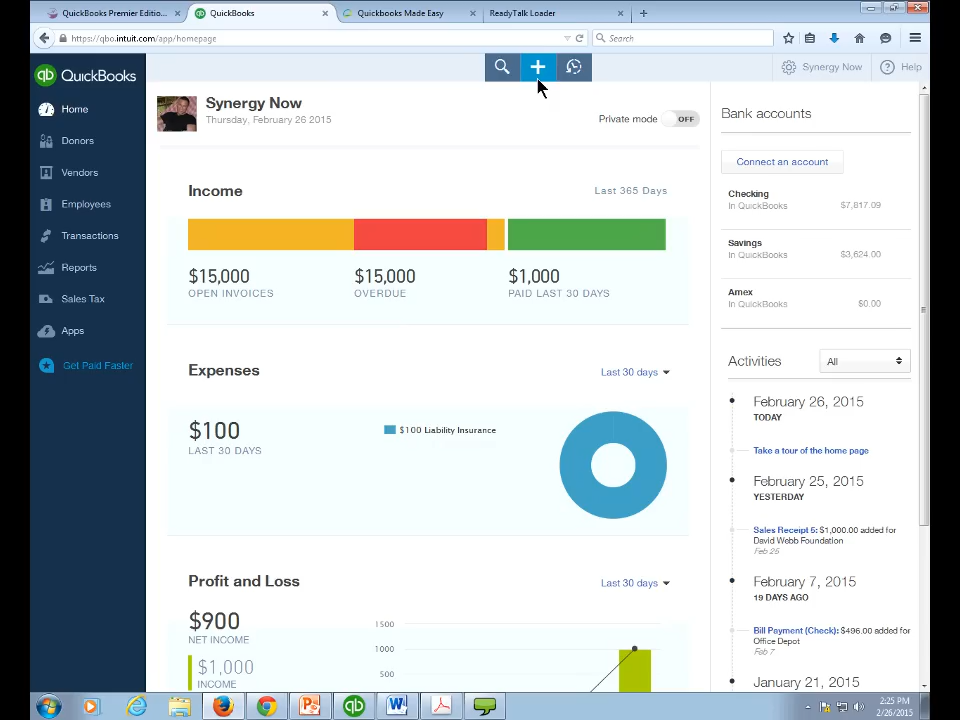 QuickBooks Premier Editio...
QuickBooks
Quickbooks Made Easy
ReadyTalk Loader
https://qbo.intuit.com/app/homepage
Search
qb QuickBooks
Synergy Now
Help
Home
Donors
Vendors
Employees
Transactions
Reports
Sales Tax
Apps
Get Paid Faster
Synergy Now
Thursday, February 26 2015
Private mode
OFF
Income
Last 365 Days
$15,000
OPEN INVOICES
$15,000
OVERDUE
$1,000
PAID LAST 30 DAYS
Expenses
Last 30 days
$100
LAST 30 DAYS
$100 Liability Insurance
Profit and Loss
Last 30 days
$900
NET INCOME
$1,000
INCOME
1500
1000
500
Bank accounts
Connect an account
Checking
In QuickBooks
$7,817.09
Savings
In QuickBooks
$3,624.00
Amex
In QuickBooks
$0.00
Activities
All
February 26, 2015
TODAY
Take a tour of the home page
February 25, 2015
YESTERDAY
Sales Receipt 5: $1,000.00 added for
David Webb Foundation
Feb 25
February 7, 2015
19 DAYS AGO
Bill Payment (Check): $496.00 added for
Office Depot
Feb 7
January 21, 2015
2:25 PM
2/26/2015